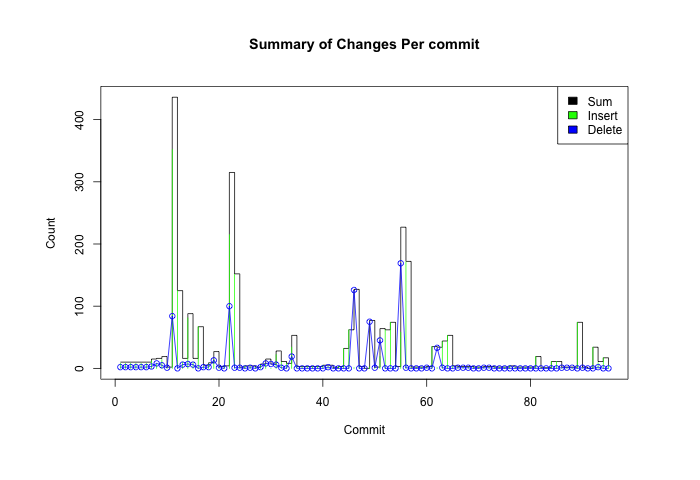 Summary of Changes Per commit
Sum
Insert
Delete
Count
400
300
200
100
0
0 20 40 60 80
Commit